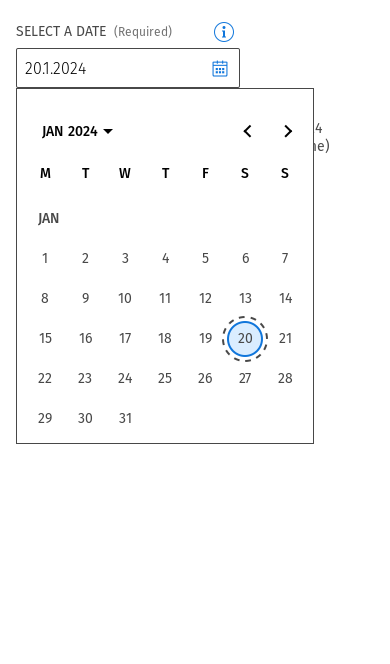 SELECT A DATE (Required)
20.1.2024
JAN 2024
M T W T F S S
JAN
1 2 3 4 5 6 7
8 9 10 11 12 13 14
15 16 17 18 19 20 21
22 23 24 25 26 27 28
29 30 31